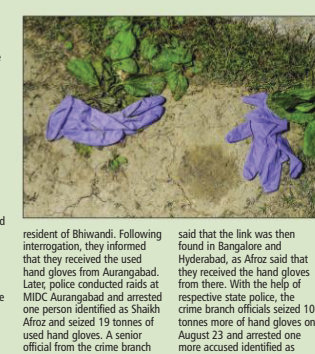 resident of Bhiwandi. Following
interrogation, they informed
that they received the used
hand gloves from Aurangabad.
Later, police conducted raids at
MIDC Aurangabad and arrested
one person identified as Shaikh
Afroz and seized 19 tonnes of
used hand gloves. A senior
official from the crime branch
said that the link was then
found in Bangalore and
Hyderabad, as Afroz said that
they received the hand gloves
from there. With the help of
respective state police, the
crime branch officials seized 10
tonnes more of hand gloves on
August 23 and arrested one
more accused identified as